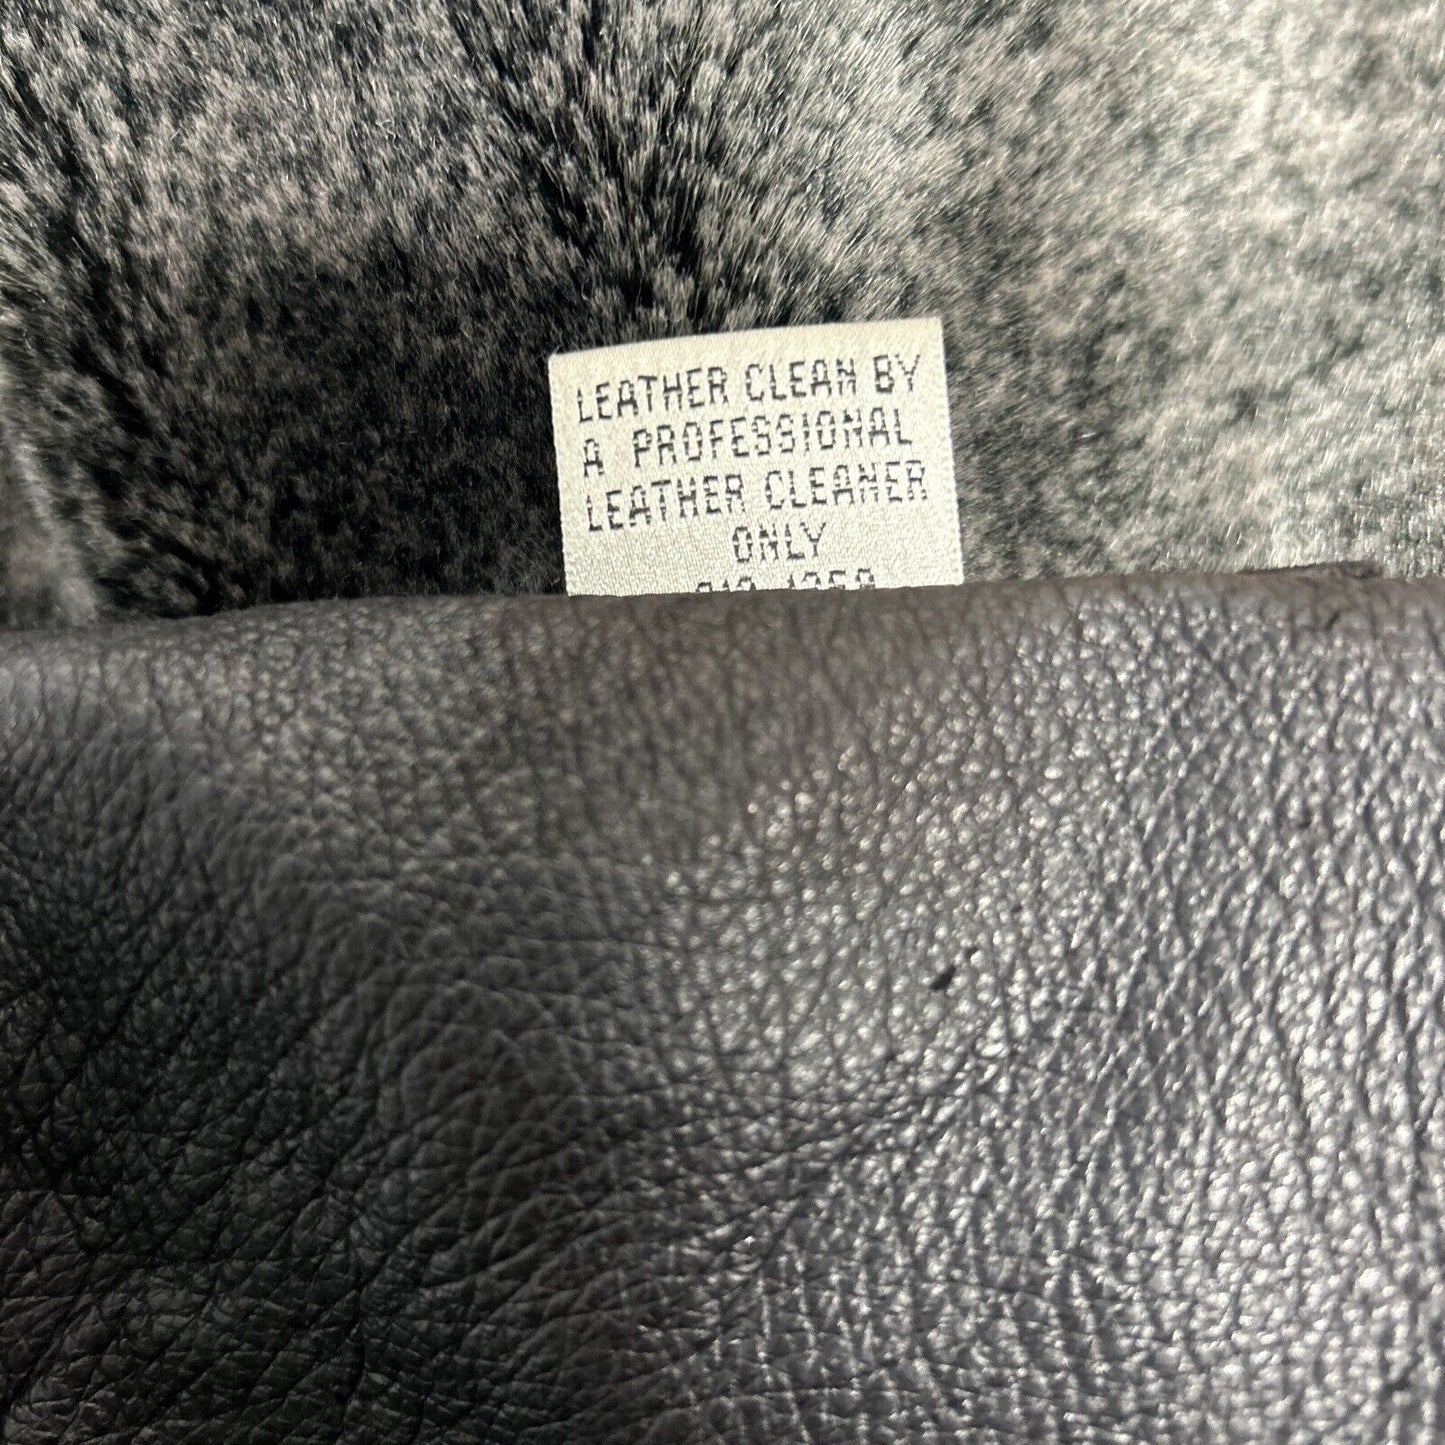 LEATHER CLEAN BY
A PROFESSIONAL
LEATHER CLEANER
ONLY